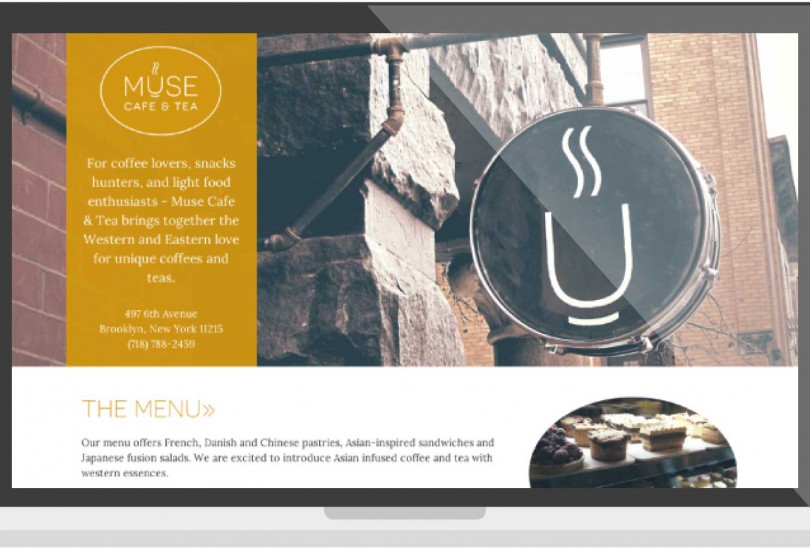 MUSE
CAFE & TEA
For coffee lovers, snacks
hunters, and light food
enthusiasts - Muse Cafe
& Tea brings together the
Western and Eastern love
for unique coffees and
teas.
497 6th Avenue
Brooklyn, New York 11215
(718) 788-2459
THE MENU»
Our menu offers French, Danish and Chinese pastries, Asian-inspired sandwiches and
Japanese fusion salads. We are excited to introduce Asian infused coffee and tea with
western essences.